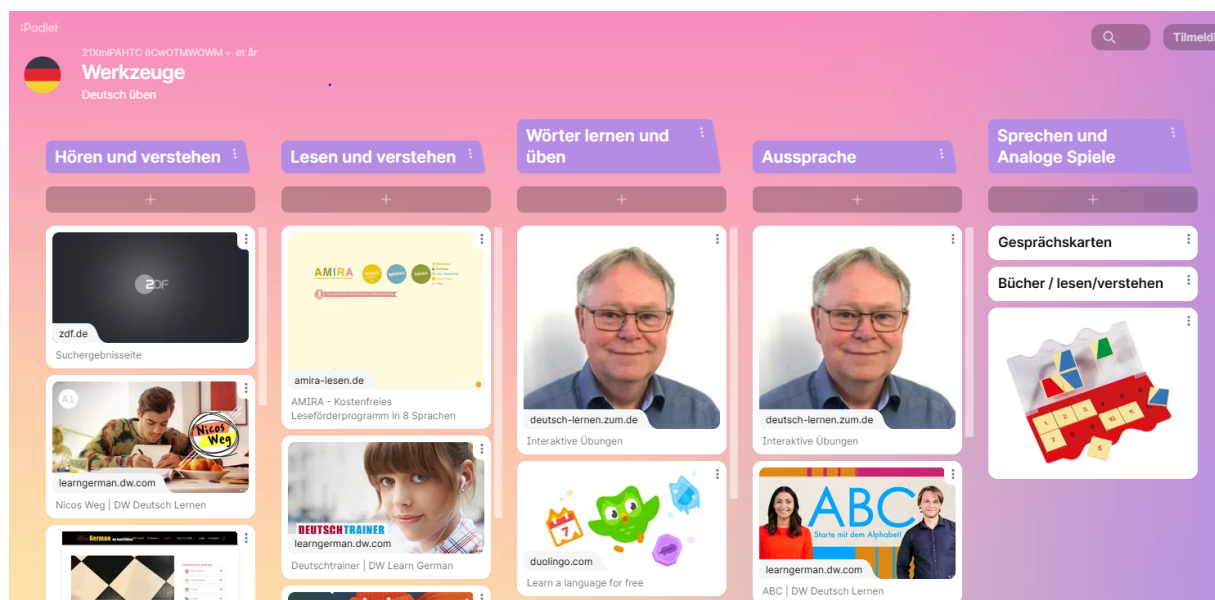 :Padlet
21XmlPAHTC 8CwOTMWOWM • et år
Werkzeuge
Deutsch üben
Tilmeldi
Hören und verstehen
zdf.de
ZDF
Suchergebnisseite
A1
Nicos
Weg
learngerman.dw.com
Nicos Weg | DW Deutsch Lernen
German
Lesen und verstehen
AMIRA
amira-lesen.de
AMIRA - Kostenfreies
Leseförderprogramm in 8 Sprachen
DEUTSCHTRAINER
learngerman.dw.com
Deutschtrainer | DW Learn German
Wörter lernen und
üben
deutsch-lernen.zum.de
Interaktive Übungen
7
duolingo.com
Learn a language for free
Aussprache
deutsch-lernen.zum.de
Interaktive Übungen
ABC
Starte mit dem Alphabet!
learngerman.dw.com
ABC | DW Deutsch Lernen
Sprechen und
Analoge Spiele
Gesprächskarten
Bücher / lesen/verstehen